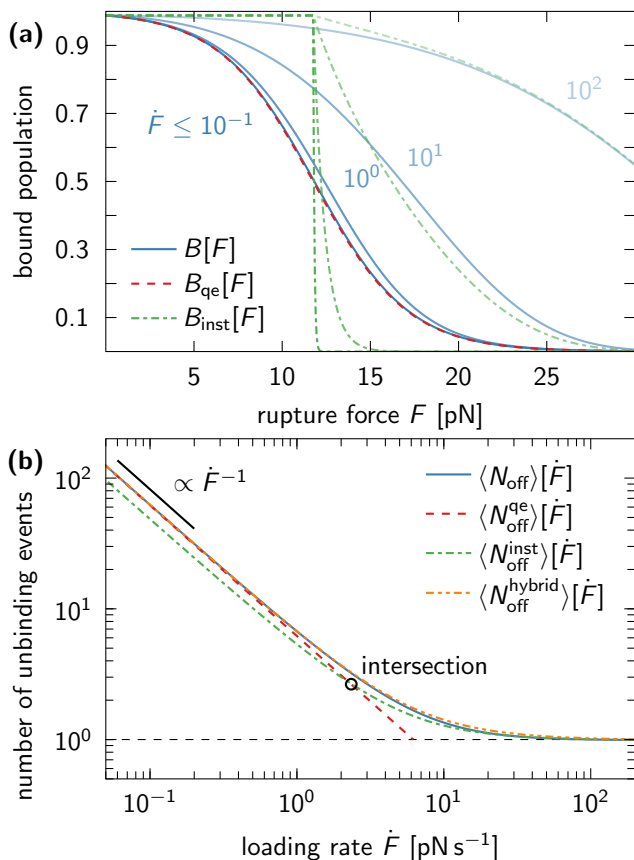 (a)
bound population
0.9
0.7
0.5
0.3
0.1
Ḟ ≤ 10⁻¹
10⁰
10¹
10²
B[F]
B_qe[F]
B_inst[F]
5 10 15 20 25
rupture force F [pN]
(b)
number of unbinding events
10²
10¹
10⁰
∝ Ḟ⁻¹
⟨N_off⟩[Ḟ]
⟨N_off^qe⟩[Ḟ]
⟨N_off^inst⟩[Ḟ]
⟨N_off^hybrid⟩[Ḟ]
intersection
10⁻¹ 10⁰ 10¹ 10²
loading rate Ḟ [pN s⁻¹]